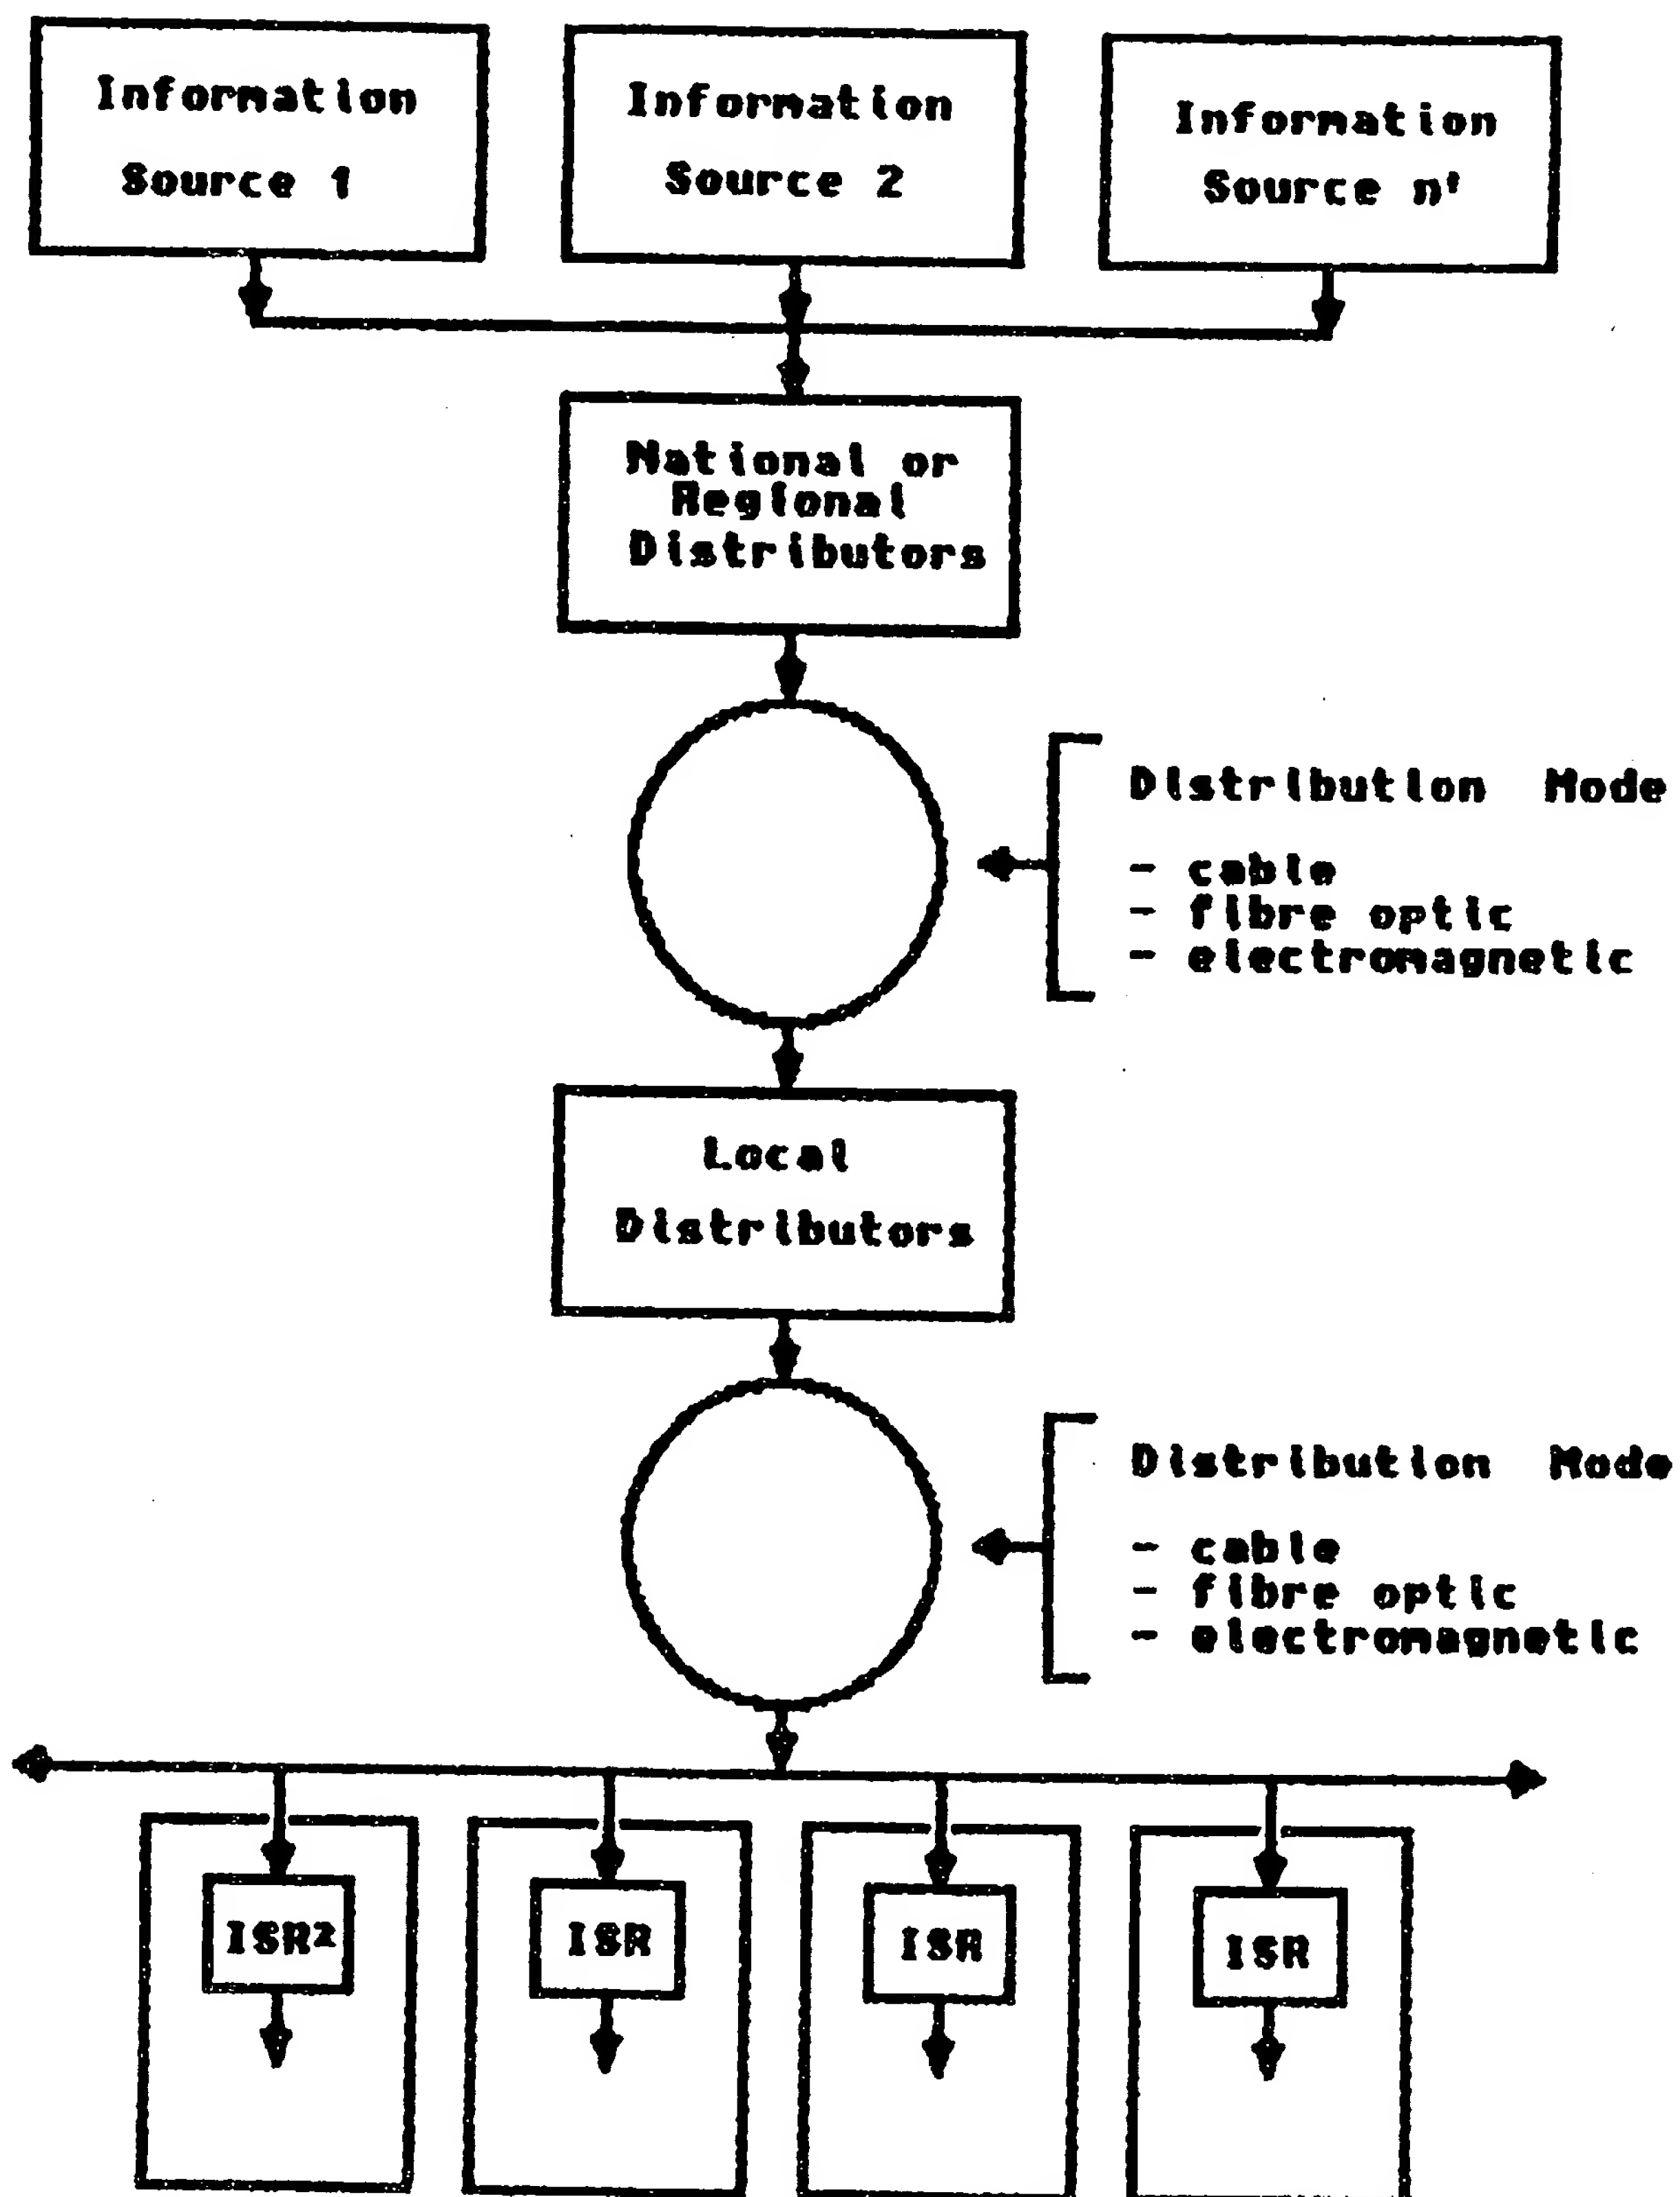 Information
Source 1
Information
Source 2
Information
Source n'
National or
Regional
Distributors
Distribution Mode
- cable
- fibre optic
- electromagnetic
Local
Distributors
Distribution Mode
- cable
- fibre optic
- electromagnetic
ISR²
ISR
ISR
ISR